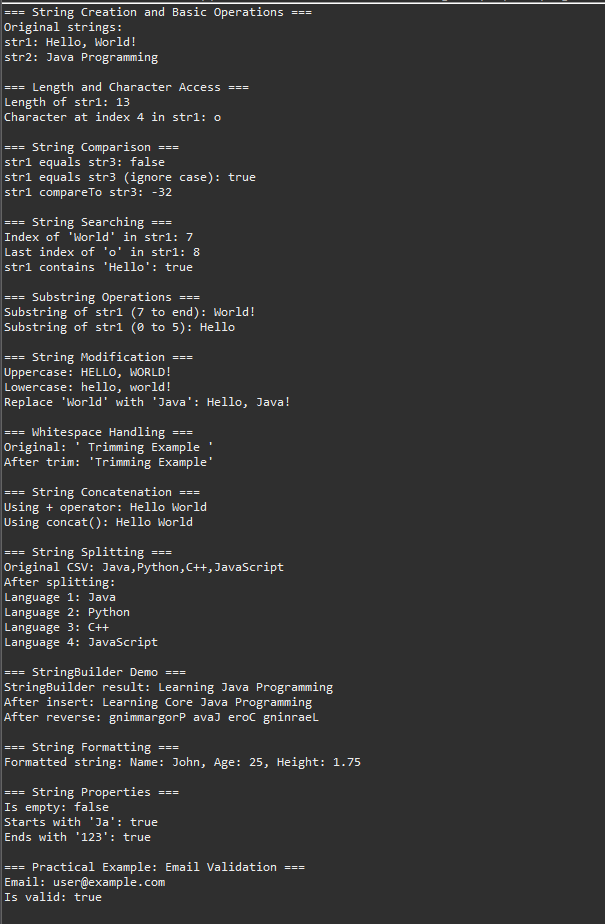 === String Creation and Basic Operations ===
Original strings:
str1: Hello, World!
str2: Java Programming
=== Length and Character Access ===
Length of str1: 13
Character at index 4 in str1: o
=== String Comparison ===
str1 equals str3: false
str1 equals str3 (ignore case): true
str1 compareTo str3: -32
=== String Searching ===
Index of 'World' in str1: 7
Last index of 'o' in str1: 8
str1 contains 'Hello': true
=== Substring Operations ===
Substring of str1 (7 to end): World!
Substring of str1 (0 to 5): Hello
=== String Modification ===
Uppercase: HELLO, WORLD!
Lowercase: hello, world!
Replace 'World' with 'Java': Hello, Java!
=== Whitespace Handling ===
Original: ' Trimming Example '
After trim: 'Trimming Example'
=== String Concatenation ===
Using + operator: Hello World
Using concat(): Hello World
=== String Splitting ===
Original CSV: Java,Python,C++,JavaScript
After splitting:
Language 1: Java
Language 2: Python
Language 3: C++
Language 4: JavaScript
=== StringBuilder Demo ===
StringBuilder result: Learning Java Programming
After insert: Learning Core Java Programming
After reverse: gnimmargorP avaJ eroC gninraeL
=== String Formatting ===
Formatted string: Name: John, Age: 25, Height: 1.75
=== String Properties ===
Is empty: false
Starts with 'Ja': true
Ends with '123': true
=== Practical Example: Email Validation ===
Email: user@example.com
Is valid: true